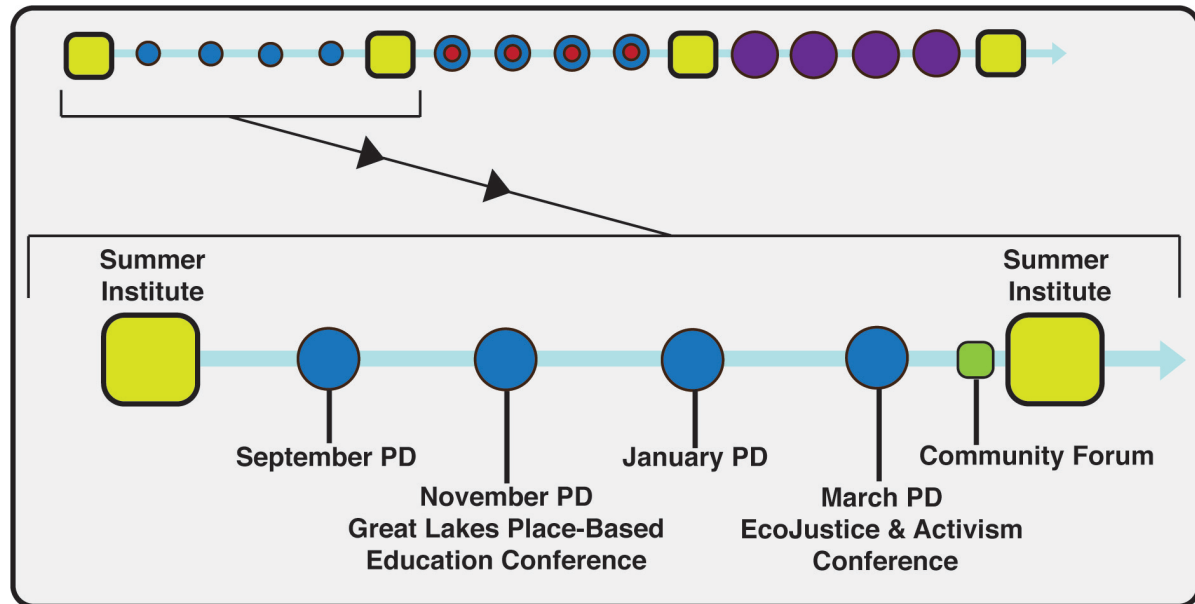 Summer
Institute
Summer
Institute
September PD
November PD
Great Lakes Place-Based
Education Conference
January PD
March PD
EcoJustice & Activism
Conference
Community Forum